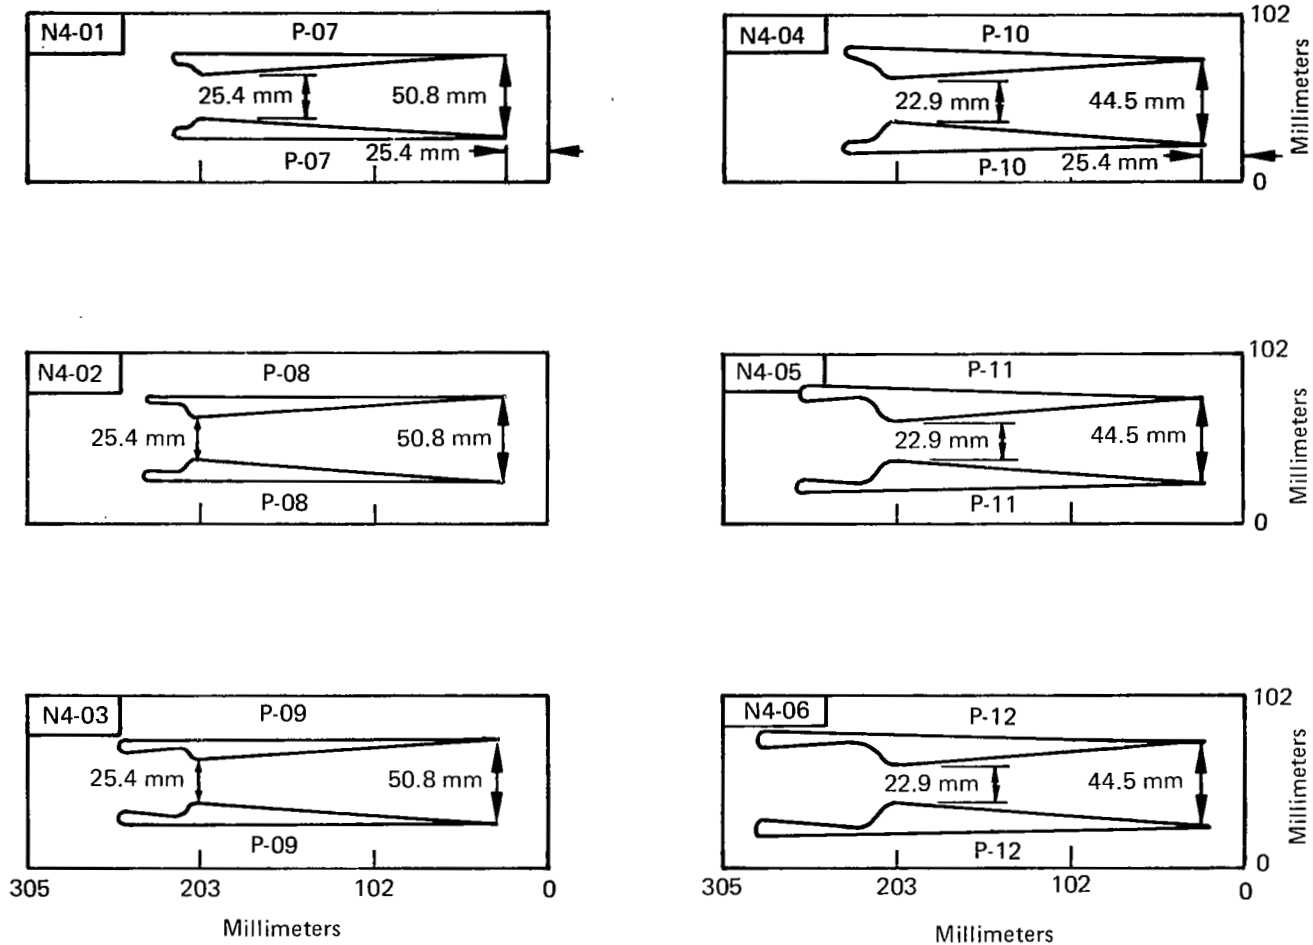 N4-01
P-07
25.4 mm
50.8 mm
25.4 mm
P-07
N4-04
P-10
102
22.9 mm
44.5 mm
25.4 mm
P-10
0
Millimeters
N4-02
P-08
25.4 mm
50.8 mm
P-08
N4-05
P-11
102
22.9 mm
44.5 mm
P-11
0
Millimeters
N4-03
P-09
25.4 mm
50.8 mm
P-09
305 203 102 0
Millimeters
N4-06
P-12
102
22.9 mm
44.5 mm
P-12
0
Millimeters
305 203 102 0
Millimeters